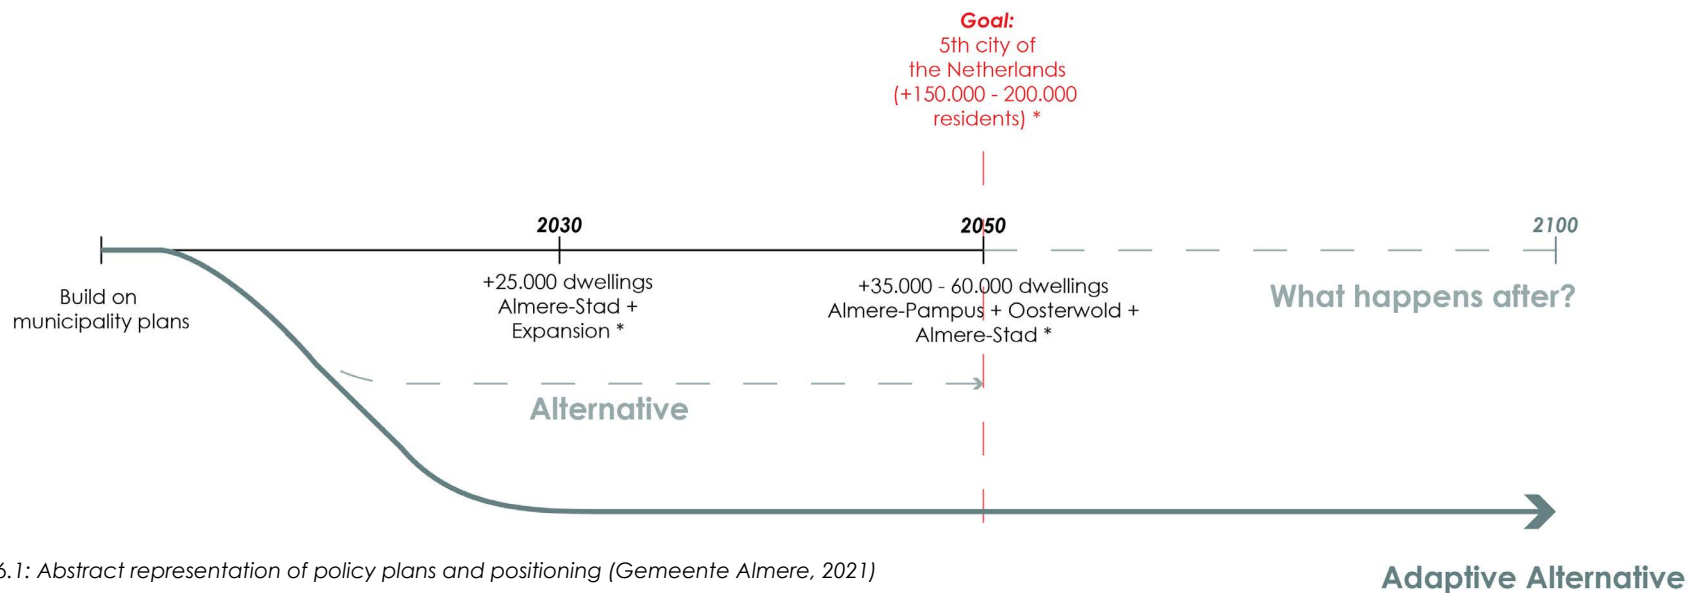 Goal:
5th city of
the Netherlands
(+150.000 - 200.000
residents) *
2030
2050
2100
Build on
municipality plans
+25.000 dwellings
Almere-Stad +
Expansion *
+35.000 - 60.000 dwellings
Almere-Pampus + Oosterwold +
Almere-Stad *
What happens after?
Alternative
6.1: Abstract representation of policy plans and positioning (Gemeente Almere, 2021)
Adaptive Alternative